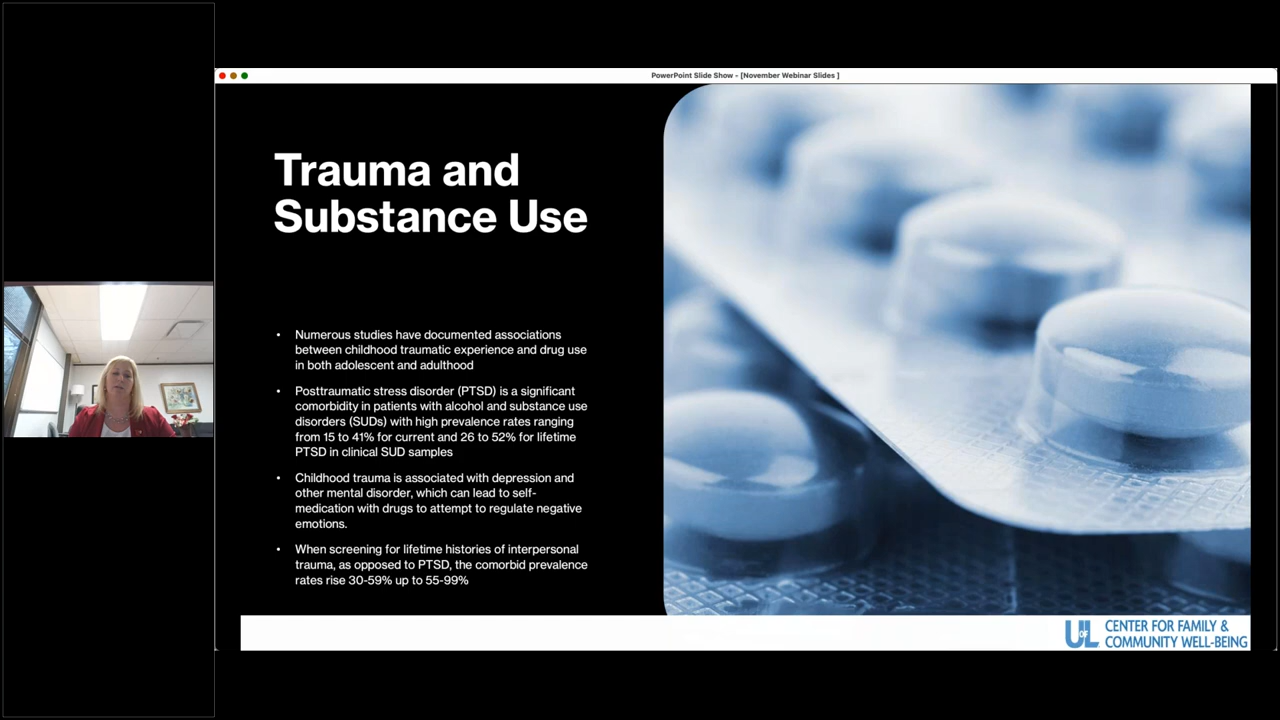 PowerPoint Slide Show - [November Webinar Slides ]
Trauma and
Substance Use
• Numerous studies have documented associations
between childhood traumatic experience and drug use
in both adolescent and adulthood
• Posttraumatic stress disorder (PTSD) is a significant
comorbidity in patients with alcohol and substance use
disorders (SUDs) with high prevalence rates ranging
from 15 to 41% for current and 26 to 52% for lifetime
PTSD in clinical SUD samples
• Childhood trauma is associated with depression and
other mental disorder, which can lead to self-
medication with drugs to attempt to regulate negative
emotions.
• When screening for lifetime histories of interpersonal
trauma, as opposed to PTSD, the comorbid prevalence
rates rise 30-59% up to 55-99%
UofL CENTER FOR FAMILY &
COMMUNITY WELL-BEING